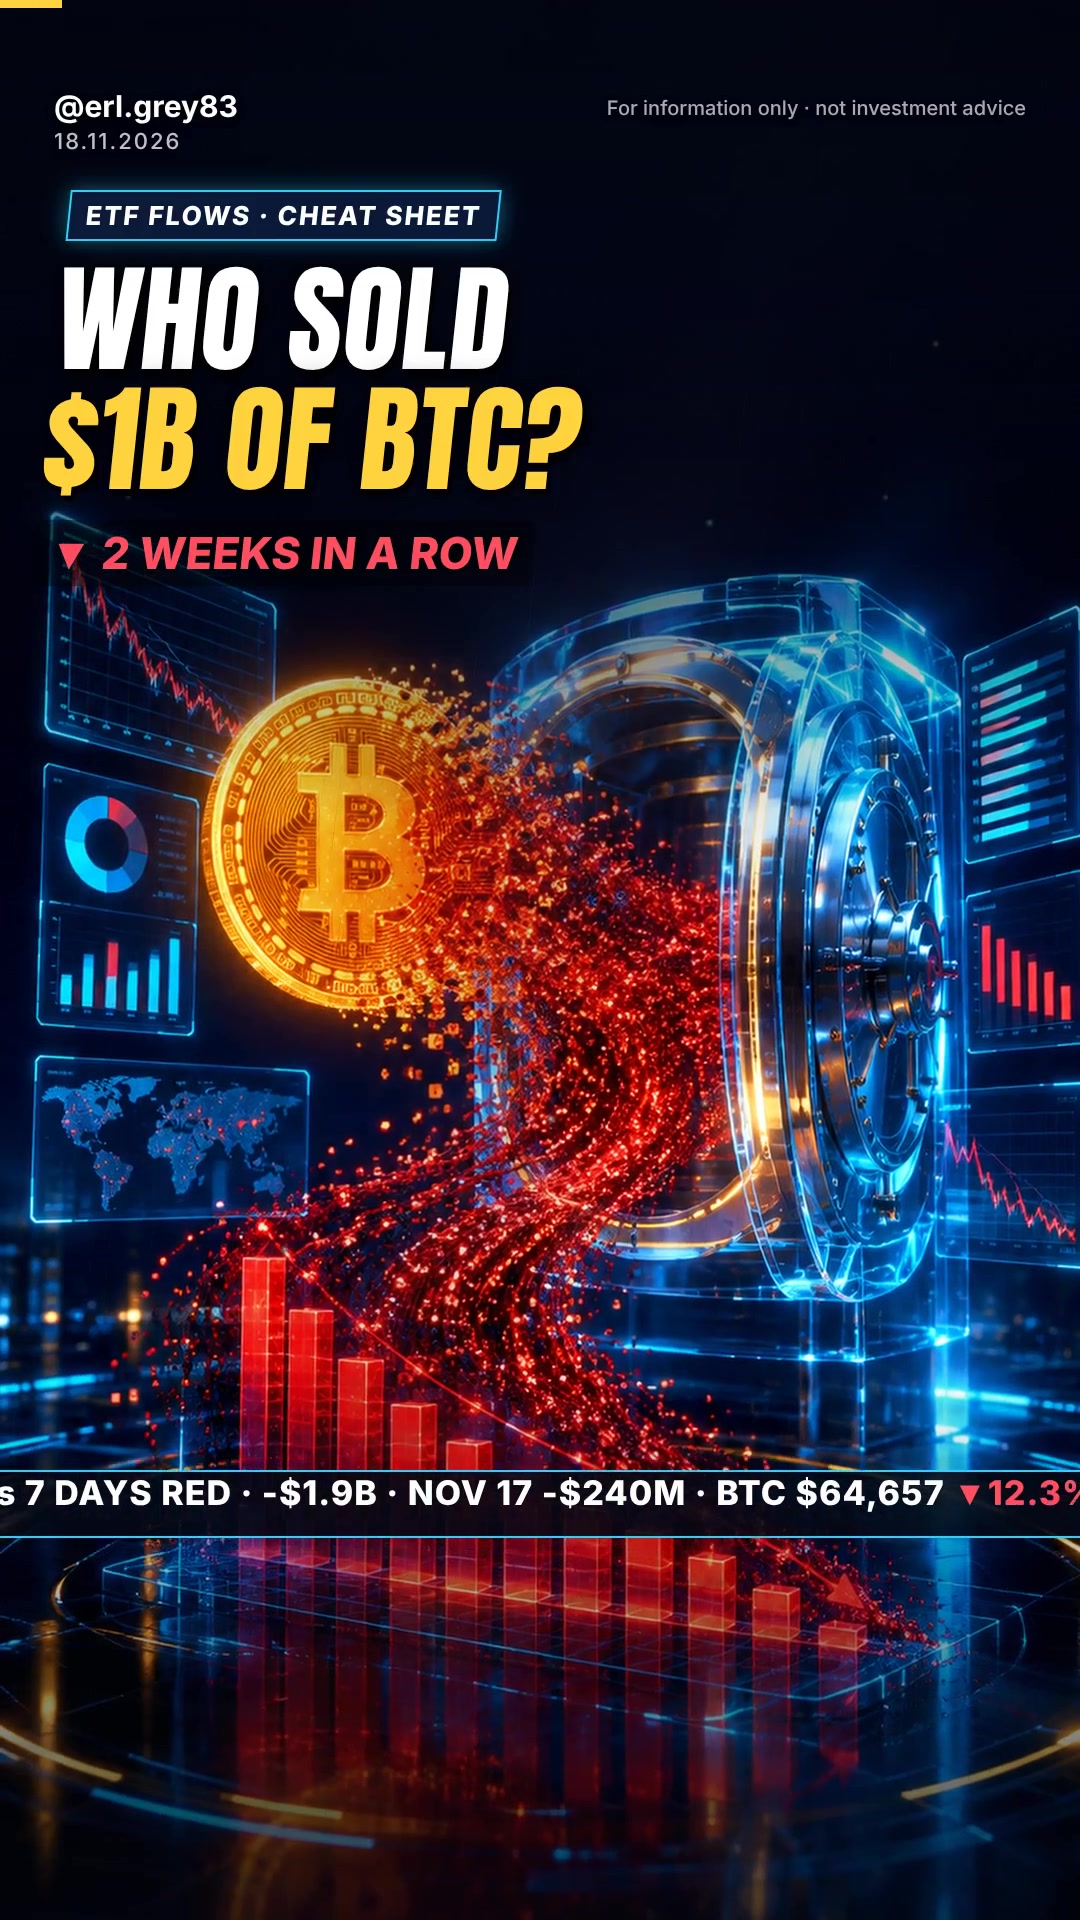 @erl.grey83
For information only · not investment advice
18.11.2026
ETF FLOWS · CHEAT SHEET
WHO SOLD
$1B OF BTC?
▼ 2 WEEKS IN A ROW
s 7 DAYS RED · -$1.9B · NOV 17 -$240M · BTC $64,657 ▼12.3%